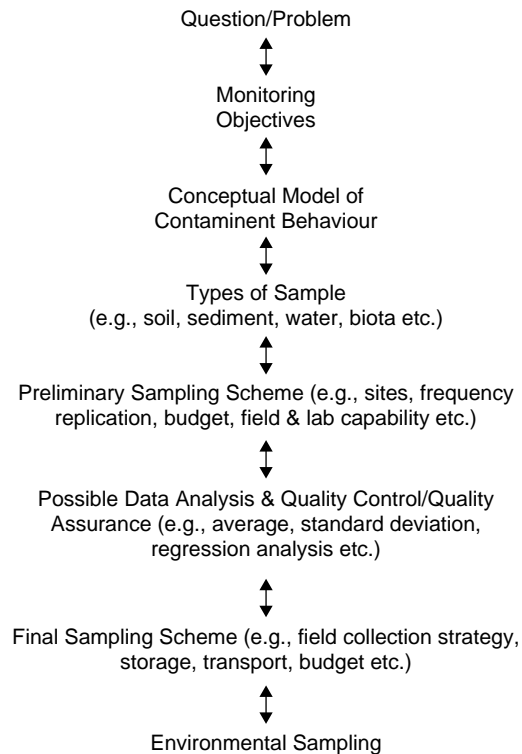 Question/Problem
Monitoring
Objectives
Conceptual Model of
Contaminent Behaviour
Types of Sample
(e.g., soil, sediment, water, biota etc.)
Preliminary Sampling Scheme (e.g., sites, frequency
replication, budget, field & lab capability etc.)
Possible Data Analysis & Quality Control/Quality
Assurance (e.g., average, standard deviation,
regression analysis etc.)
Final Sampling Scheme (e.g., field collection strategy,
storage, transport, budget etc.)
Environmental Sampling